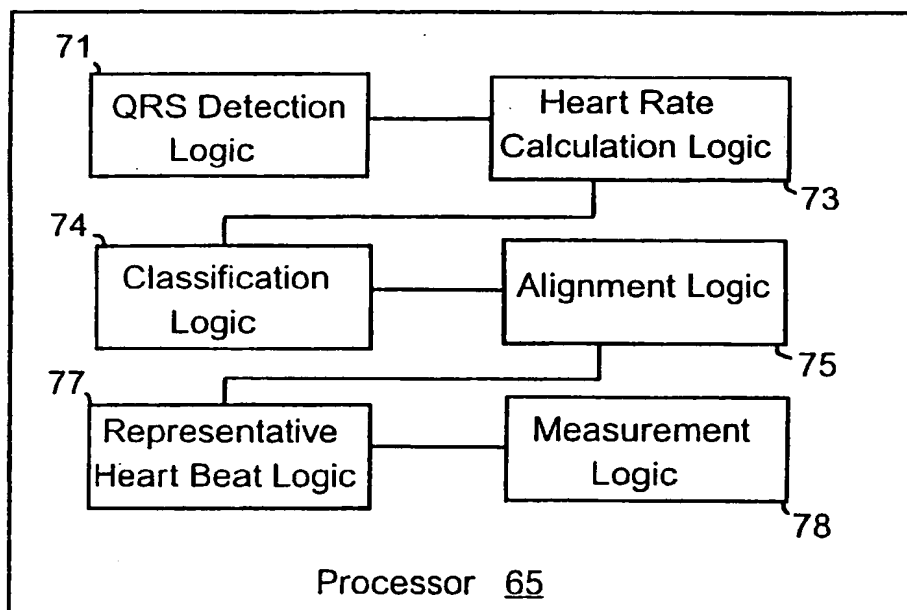 71
QRS Detection
Logic
Heart Rate
Calculation Logic
73
74
Classification
Logic
Alignment Logic
75
77
Representative
Heart Beat Logic
Measurement
Logic
78
Processor 65